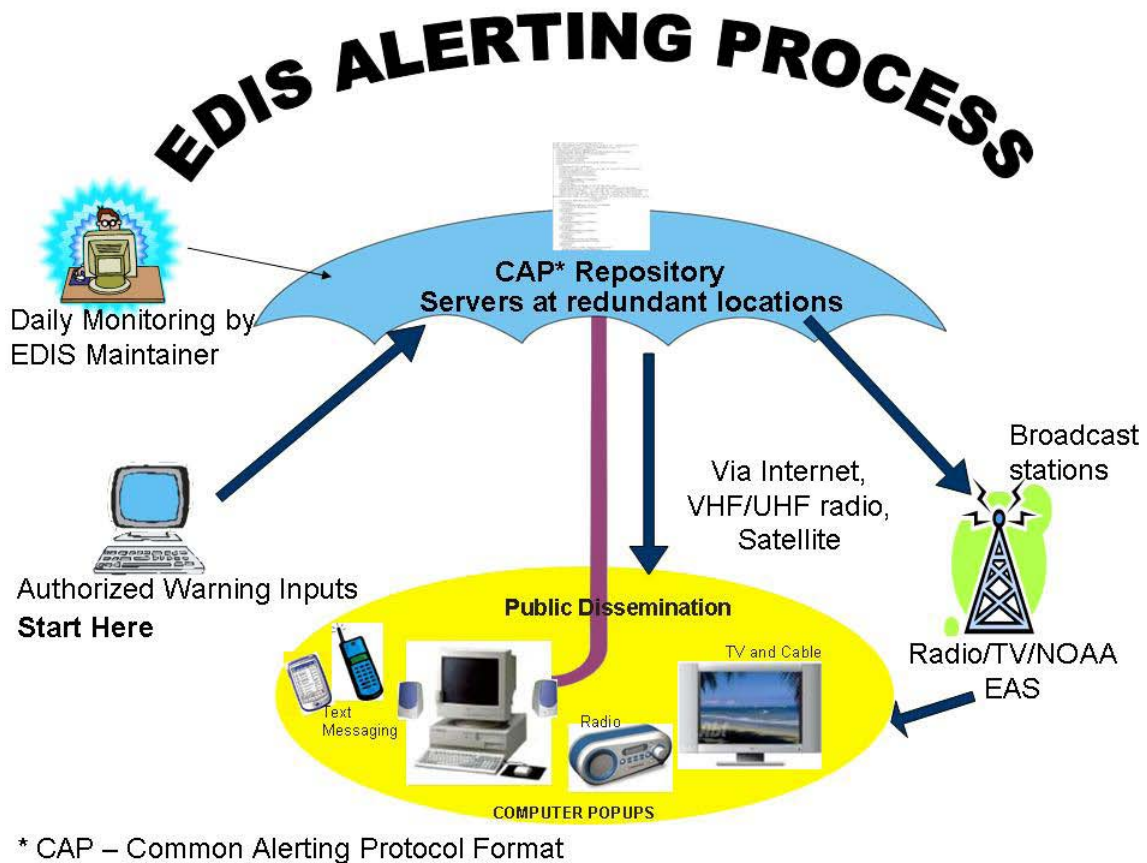 EDIS ALERTING PROCESS
CAP* Repository
Servers at redundant locations
Daily Monitoring by
EDIS Maintainer
Authorized Warning Inputs
Start Here
Via Internet,
VHF/UHF radio,
Satellite
Broadcast
stations
Radio/TV/NOAA
EAS
Public Dissemination
Text
Messaging
Radio
TV and Cable
COMPUTER POPUPS
* CAP – Common Alerting Protocol Format